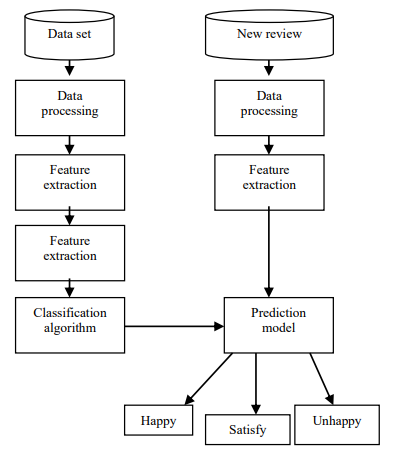 Data set
New review
Data
processing
Data
processing
Feature
extraction
Feature
extraction
Feature
extraction
Classification
algorithm
Prediction
model
Happy
Satisfy
Unhappy